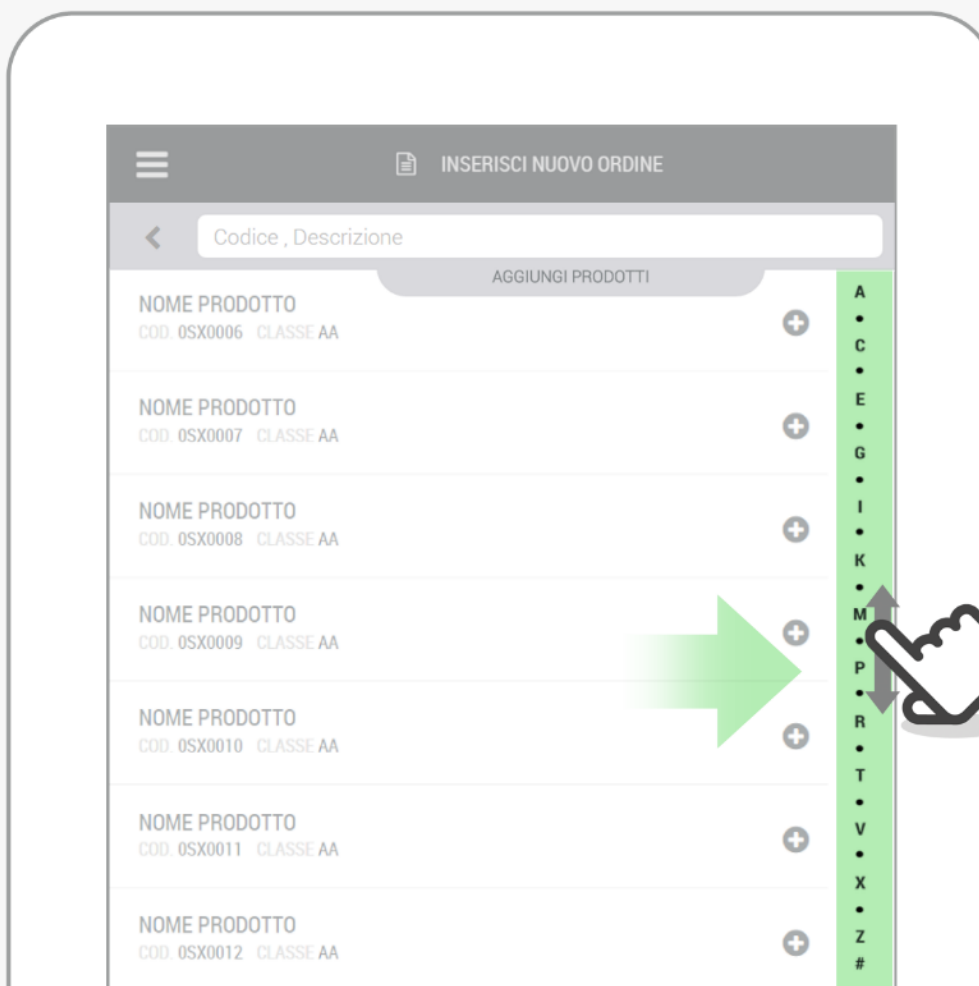 INSERISCI NUOVO ORDINE
Codice , Descrizione
AGGIUNGI PRODOTTI
NOME PRODOTTO
COD. 0SX0006 CLASSE AA
NOME PRODOTTO
COD. 0SX0007 CLASSE AA
NOME PRODOTTO
COD. 0SX0008 CLASSE AA
NOME PRODOTTO
COD. 0SX0009 CLASSE AA
NOME PRODOTTO
COD. 0SX0010 CLASSE AA
NOME PRODOTTO
COD. 0SX0011 CLASSE AA
NOME PRODOTTO
COD. 0SX0012 CLASSE AA
A
•
C
•
E
•
G
•
I
•
K
•
M
•
P
•
R
•
T
•
V
•
X
•
Z
#